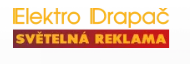 Elektro Drapač
SVĚTELNÁ REKLAMA